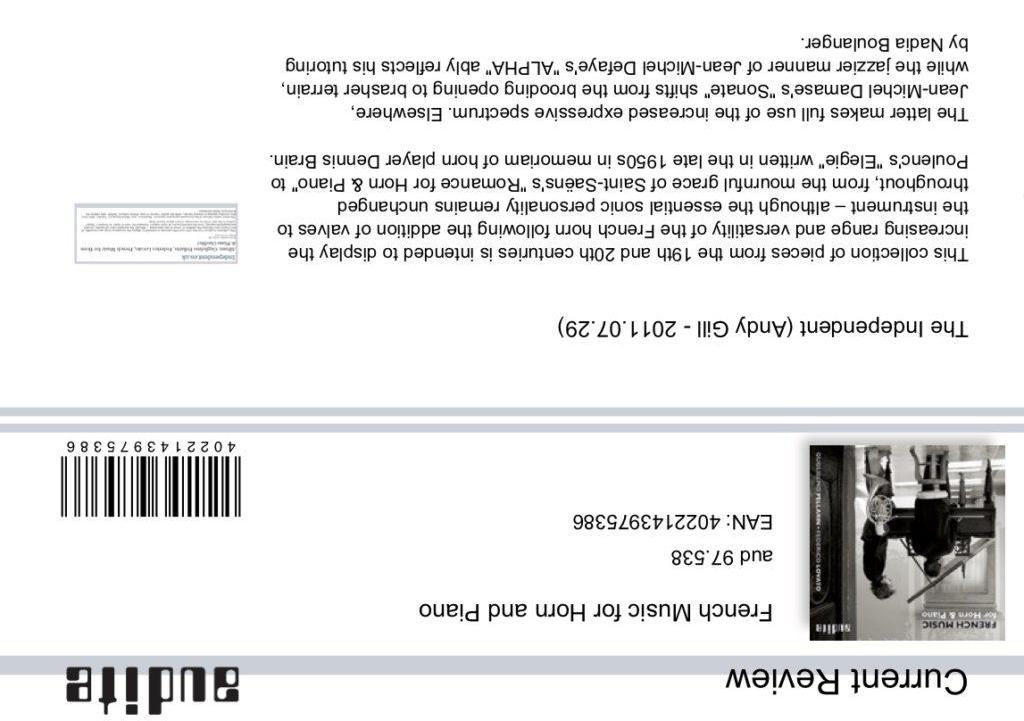 Current Review
audite
FRENCH MUSIC
for Horn & Piano
audite
GUGLIELMO PELLARIN · FEDERICO LOVATO
French Music for Horn and Piano
aud 97.538
EAN: 4022143975386
4022143975386
The Independent (Andy Gill - 2011.07.29)
This collection of pieces from the 19th and 20th centuries is intended to display the
increasing range and versatility of the French horn following the addition of valves to
the instrument – although the essential sonic personality remains unchanged
throughout, from the mournful grace of Saint-Saëns's "Romance for Horn & Piano" to
Poulenc's "Elegie" written in the late 1950s in memoriam of horn player Dennis Brain.
The latter makes full use of the increased expressive spectrum. Elsewhere,
Jean-Michel Damase's "Sonate" shifts from the brooding opening to brasher terrain,
while the jazzier manner of Jean-Michel Defaye's "ALPHA" ably reflects his tutoring
by Nadia Boulanger.
Independent.co.uk